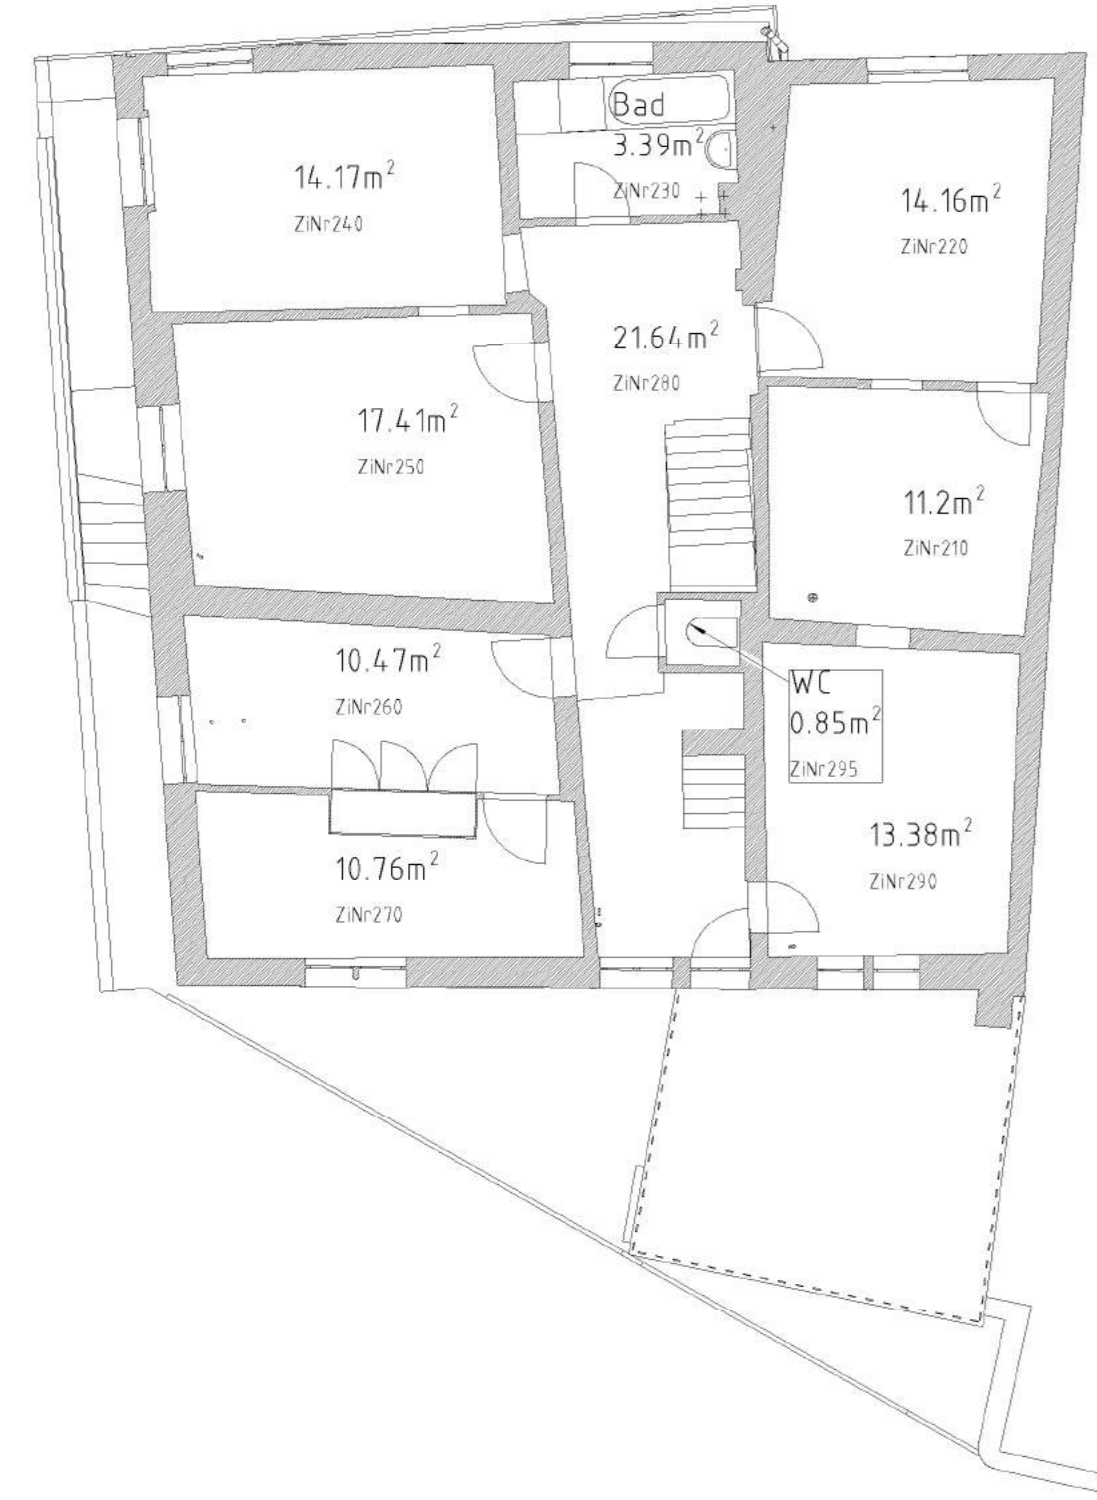 Bad
3.39m²
ZiNr230
14.17m²
ZiNr240
14.16m²
ZiNr220
21.64m²
ZiNr280
17.41m²
ZiNr250
11.2m²
ZiNr210
10.47m²
ZiNr260
WC
0.85m²
ZiNr295
13.38m²
ZiNr290
10.76m²
ZiNr270